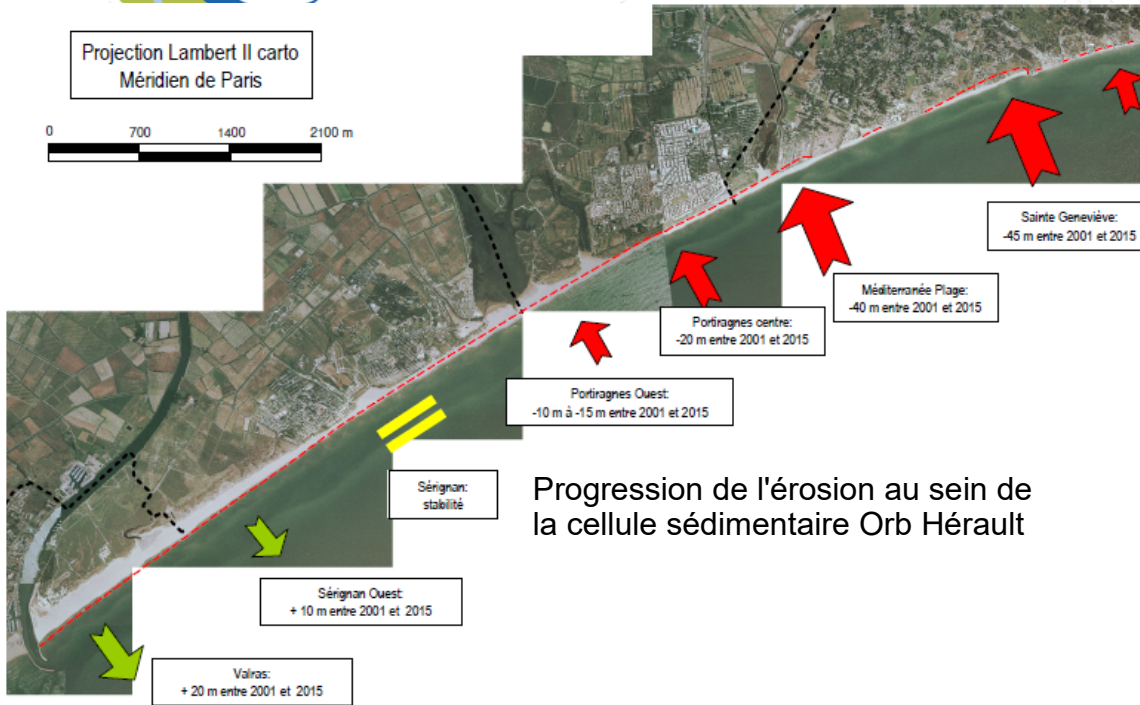 Projection Lambert II carto
Méridien de Paris
0 700 1400 2100 m
Sainte Geneviève:
-45 m entre 2001 et 2015
Méditerranée Plage:
-40 m entre 2001 et 2015
Portiragnes centre:
-20 m entre 2001 et 2015
Portiragnes Ouest:
-10 m à -15 m entre 2001 et 2015
Sérignan:
stabilité
Progression de l'érosion au sein de
la cellule sédimentaire Orb Hérault
Sérignan Ouest:
+ 10 m entre 2001 et 2015
Valras:
+ 20 m entre 2001 et 2015